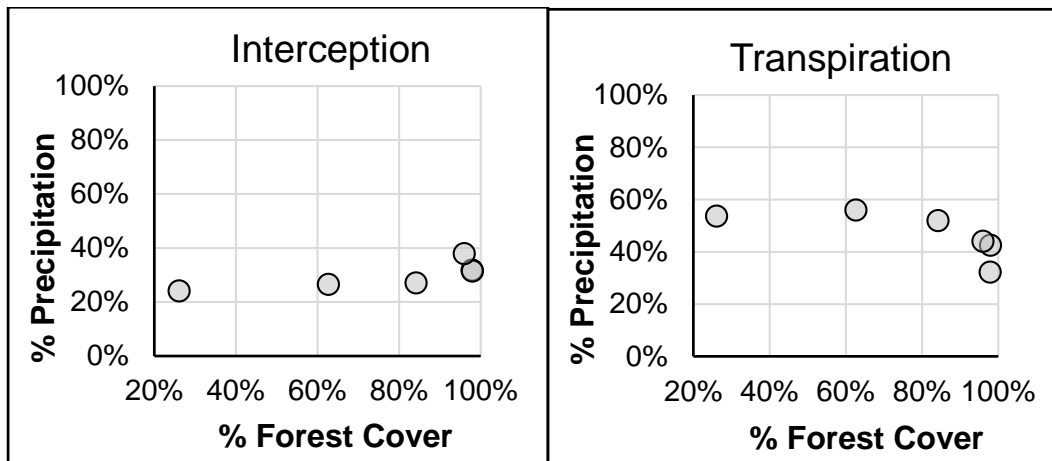 Interception
% Precipitation
100%
80%
60%
40%
20%
0%
20% 40% 60% 80% 100%
% Forest Cover
Transpiration
% Precipitation
100%
80%
60%
40%
20%
0%
20% 40% 60% 80% 100%
% Forest Cover